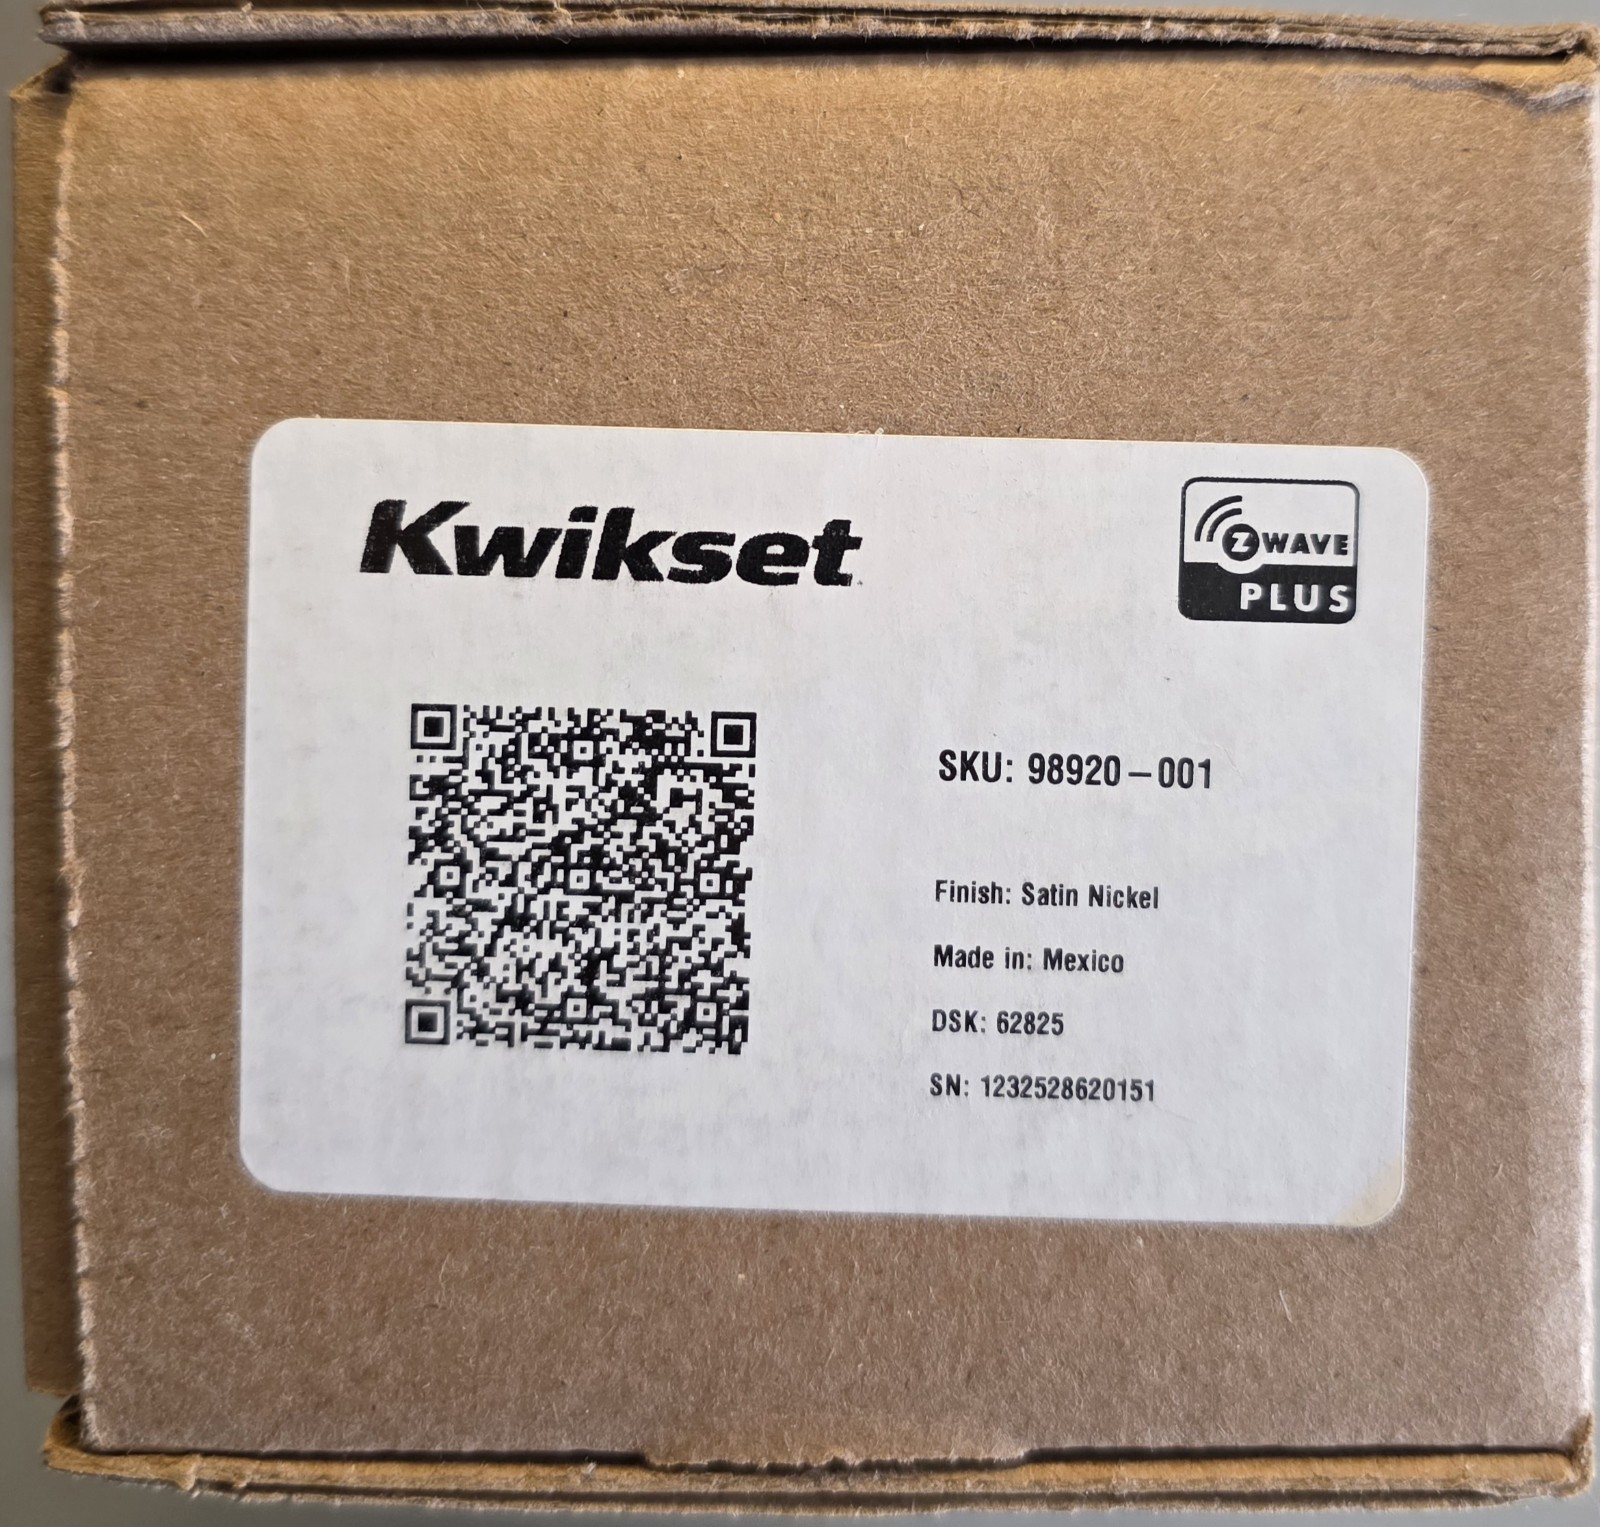 Kwikset
Z WAVE
PLUS
SKU: 98920-001
Finish: Satin Nickel
Made in: Mexico
DSK: 62825
SN: 1232528620151